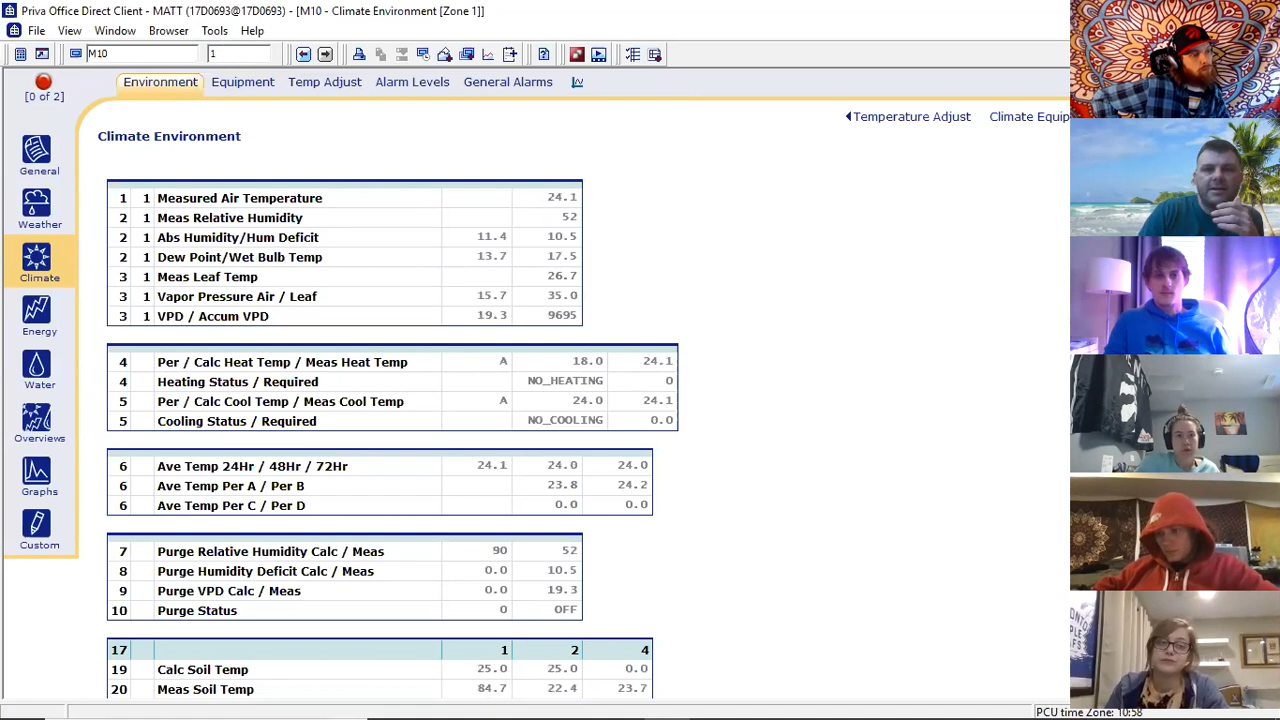 Priva Office Direct Client - MATT (17D0693@17D0693) - [M10 - Climate Environment [Zone 1]]
File View Window Browser Tools Help
M10 1
[0 of 2]
Environment Equipment Temp Adjust Alarm Levels General Alarms
Temperature Adjust Climate Equip
Climate Environment
General
Weather
Climate
Energy
Water
Overviews
Graphs
Custom
1 1 Measured Air Temperature 24.1
2 1 Meas Relative Humidity 52
2 1 Abs Humidity/Hum Deficit 11.4 10.5
2 1 Dew Point/Wet Bulb Temp 13.7 17.5
3 1 Meas Leaf Temp 26.7
3 1 Vapor Pressure Air / Leaf 15.7 35.0
3 1 VPD / Accum VPD 19.3 9695
4 Per / Calc Heat Temp / Meas Heat Temp A 18.0 24.1
4 Heating Status / Required NO_HEATING 0
5 Per / Calc Cool Temp / Meas Cool Temp A 24.0 24.1
5 Cooling Status / Required NO_COOLING 0.0
6 Ave Temp 24Hr / 48Hr / 72Hr 24.1 24.0 24.0
6 Ave Temp Per A / Per B 23.8 24.2
6 Ave Temp Per C / Per D 0.0 0.0
7 Purge Relative Humidity Calc / Meas 90 52
8 Purge Humidity Deficit Calc / Meas 0.0 10.5
9 Purge VPD Calc / Meas 0.0 19.3
10 Purge Status 0 OFF
17 1 2 4
19 Calc Soil Temp 25.0 25.0 0.0
20 Meas Soil Temp 84.7 22.4 23.7
PCU time Zone: 10:58